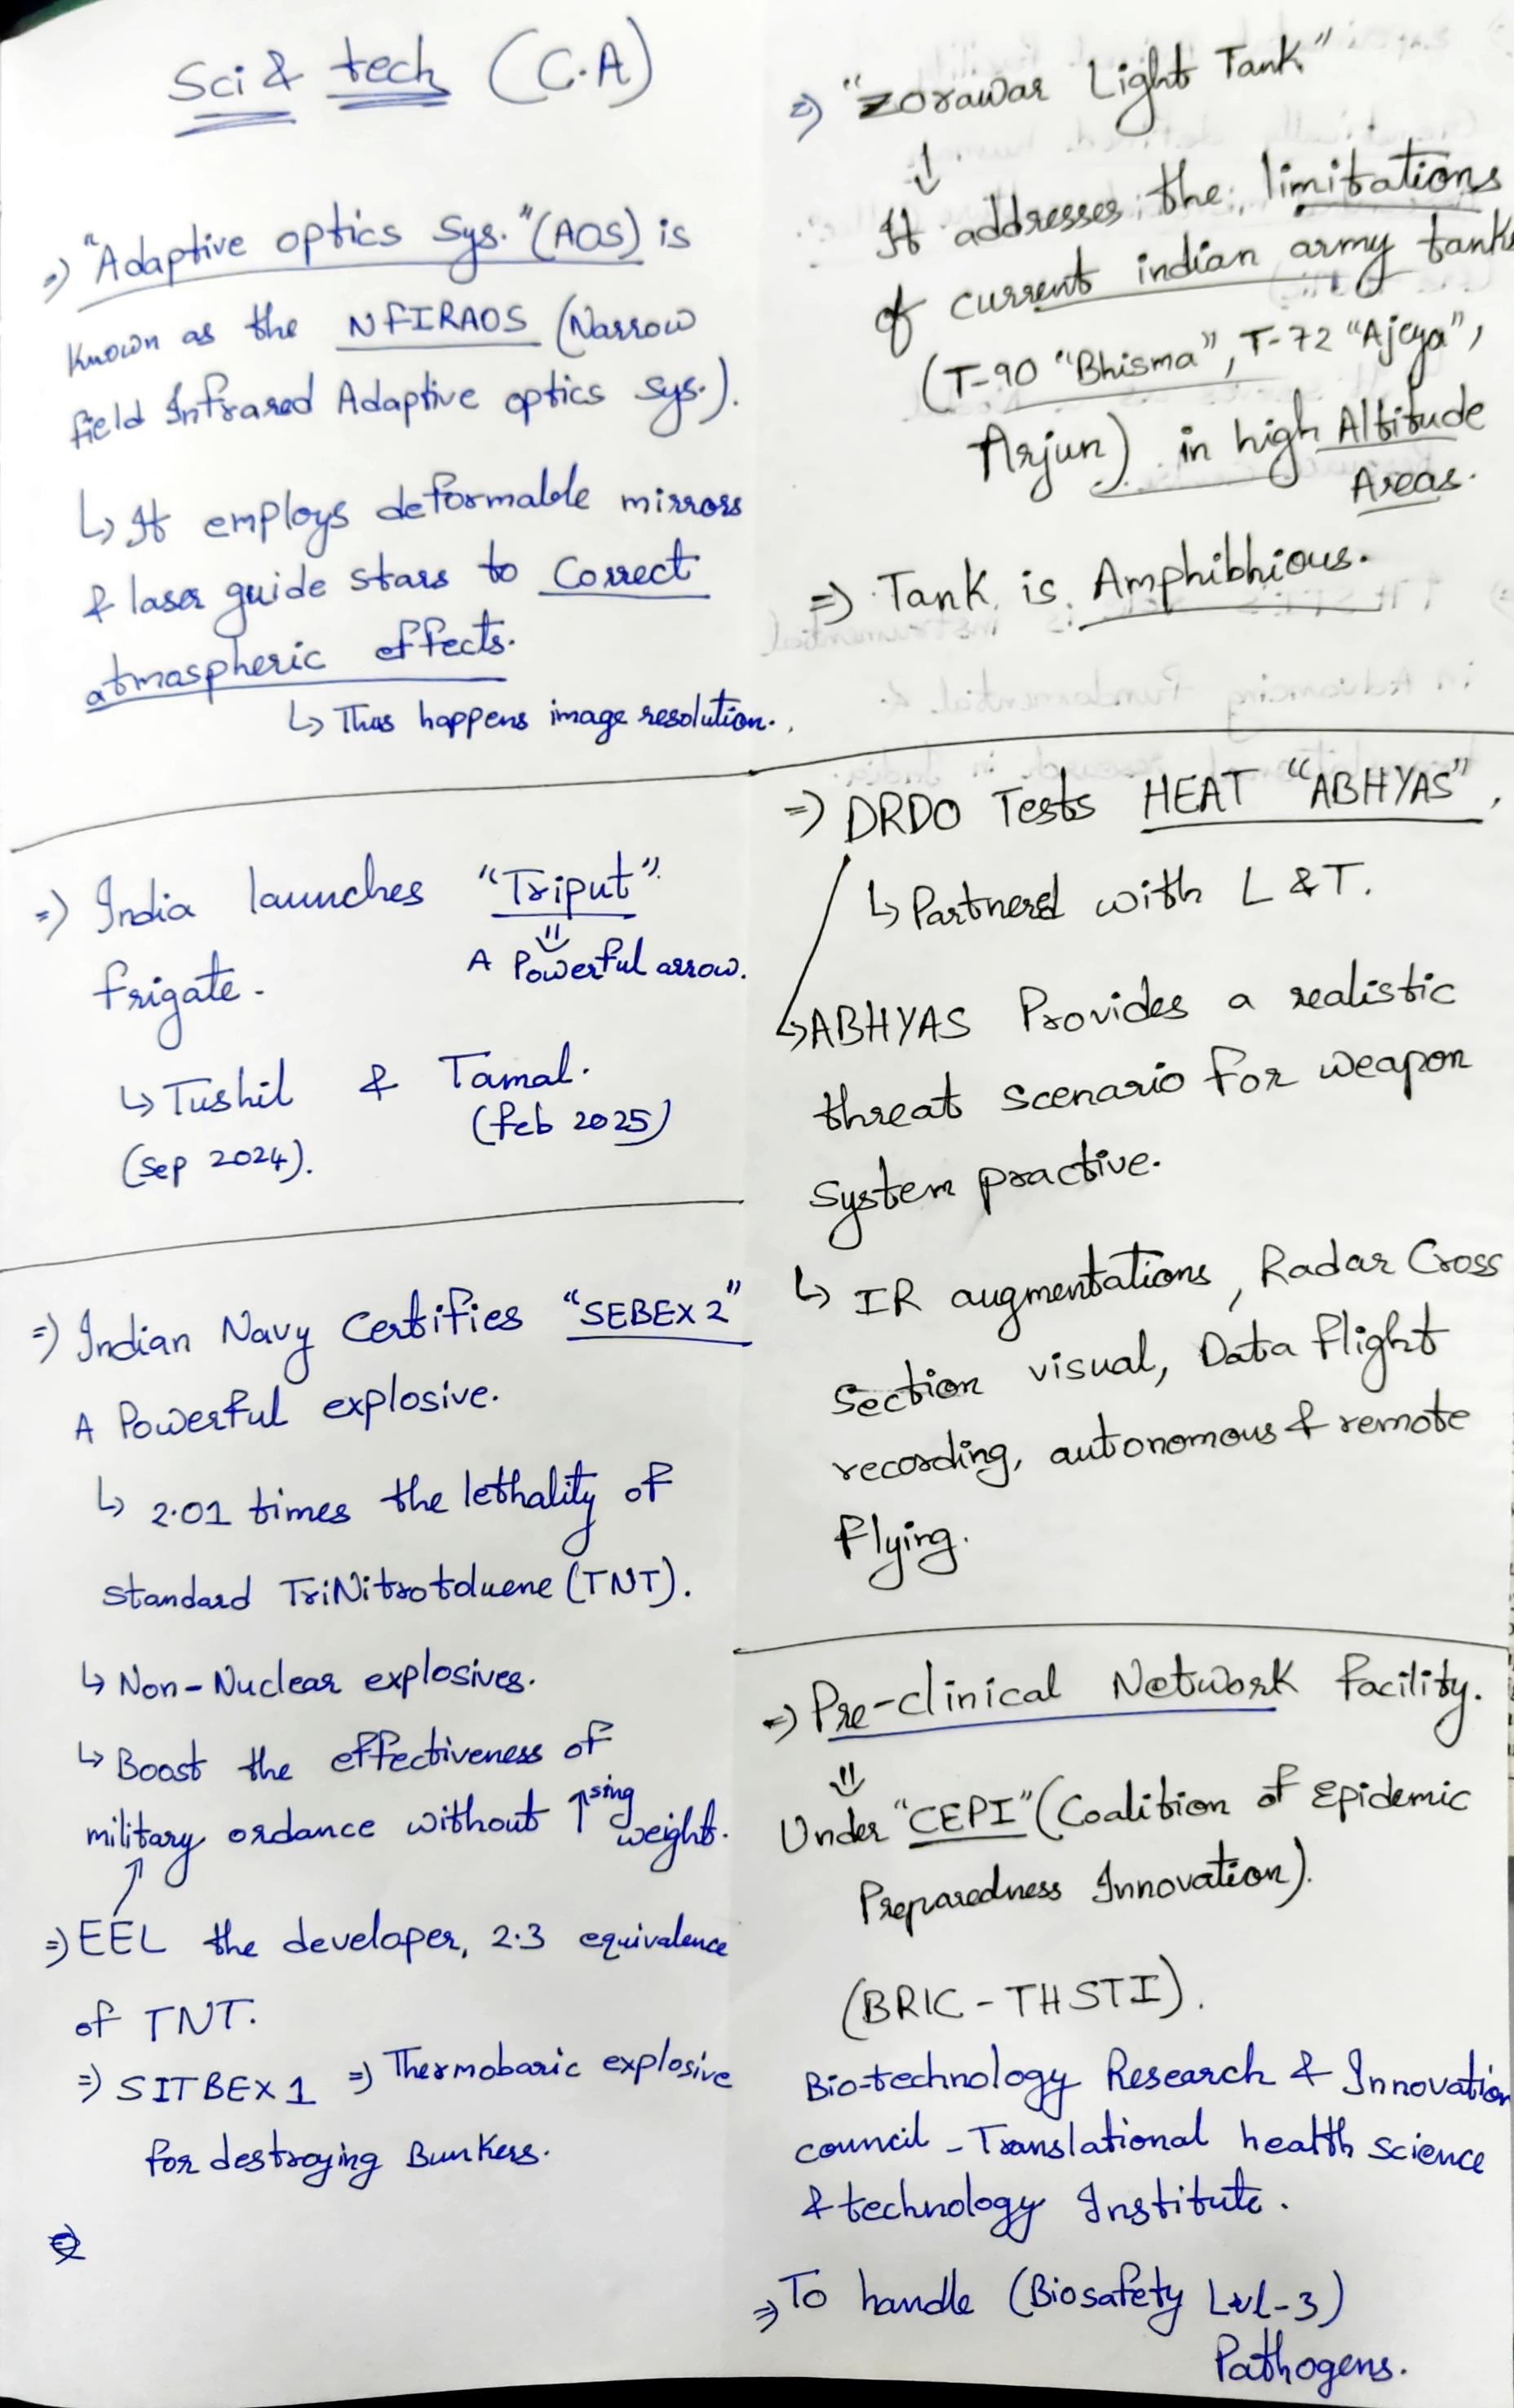 Sci & tech (C.A)
=> "Adaptive optics Sys." (AOS) is
known as the NFIRAOS (Narrow
field Infrared Adaptive optics sys.).
↳ It employs deformable mirrors
& laser guide stars to Correct
atmospheric effects.
↳ Thus happens image resolution.
=> India launches "Triput"
A Powerful arrow.
frigate.
↳ Tushil & Tamal.
(Sep 2024). (feb 2025)
=> Indian Navy Certifies "SEBEX 2"
A Powerful explosive.
↳ 2.01 times the lethality of
standard TriNitrotoluene (TNT).
↳ Non-Nuclear explosives.
↳ Boost the effectiveness of
military ordance without ↑sing weight.
=> EEL the developer, 2.3 equivalence
of TNT.
=> SITBEX 1 => Thermobaric explosive
for destroying Bunkers.
=> "Zorawar Light Tank"
↓
It addresses the limitations
of current indian army tanks
(T-90 "Bhisma", T-72 "Ajeya",
Arjun) in high Altitude
Areas.
=> Tank is Amphibhious.
=> DRDO Tests HEAT "ABHYAS",
↳ Partnerd with L & T.
↳ ABHYAS Provides a realistic
threat scenario for weapon
system practive.
↳ IR augmentations, Radar Cross
Section visual, Data flight
recording, autonomous & remote
flying.
=> Pre-clinical Network facility.
⇓
Under "CEPI" (Coalition of Epidemic
Preparedness Innovation).
(BRIC - THSTI).
Bio-technology Research & Innovation
council - Translational health science
& technology Institute.
=> To handle (Biosafety Lvl-3)
Pathogens.